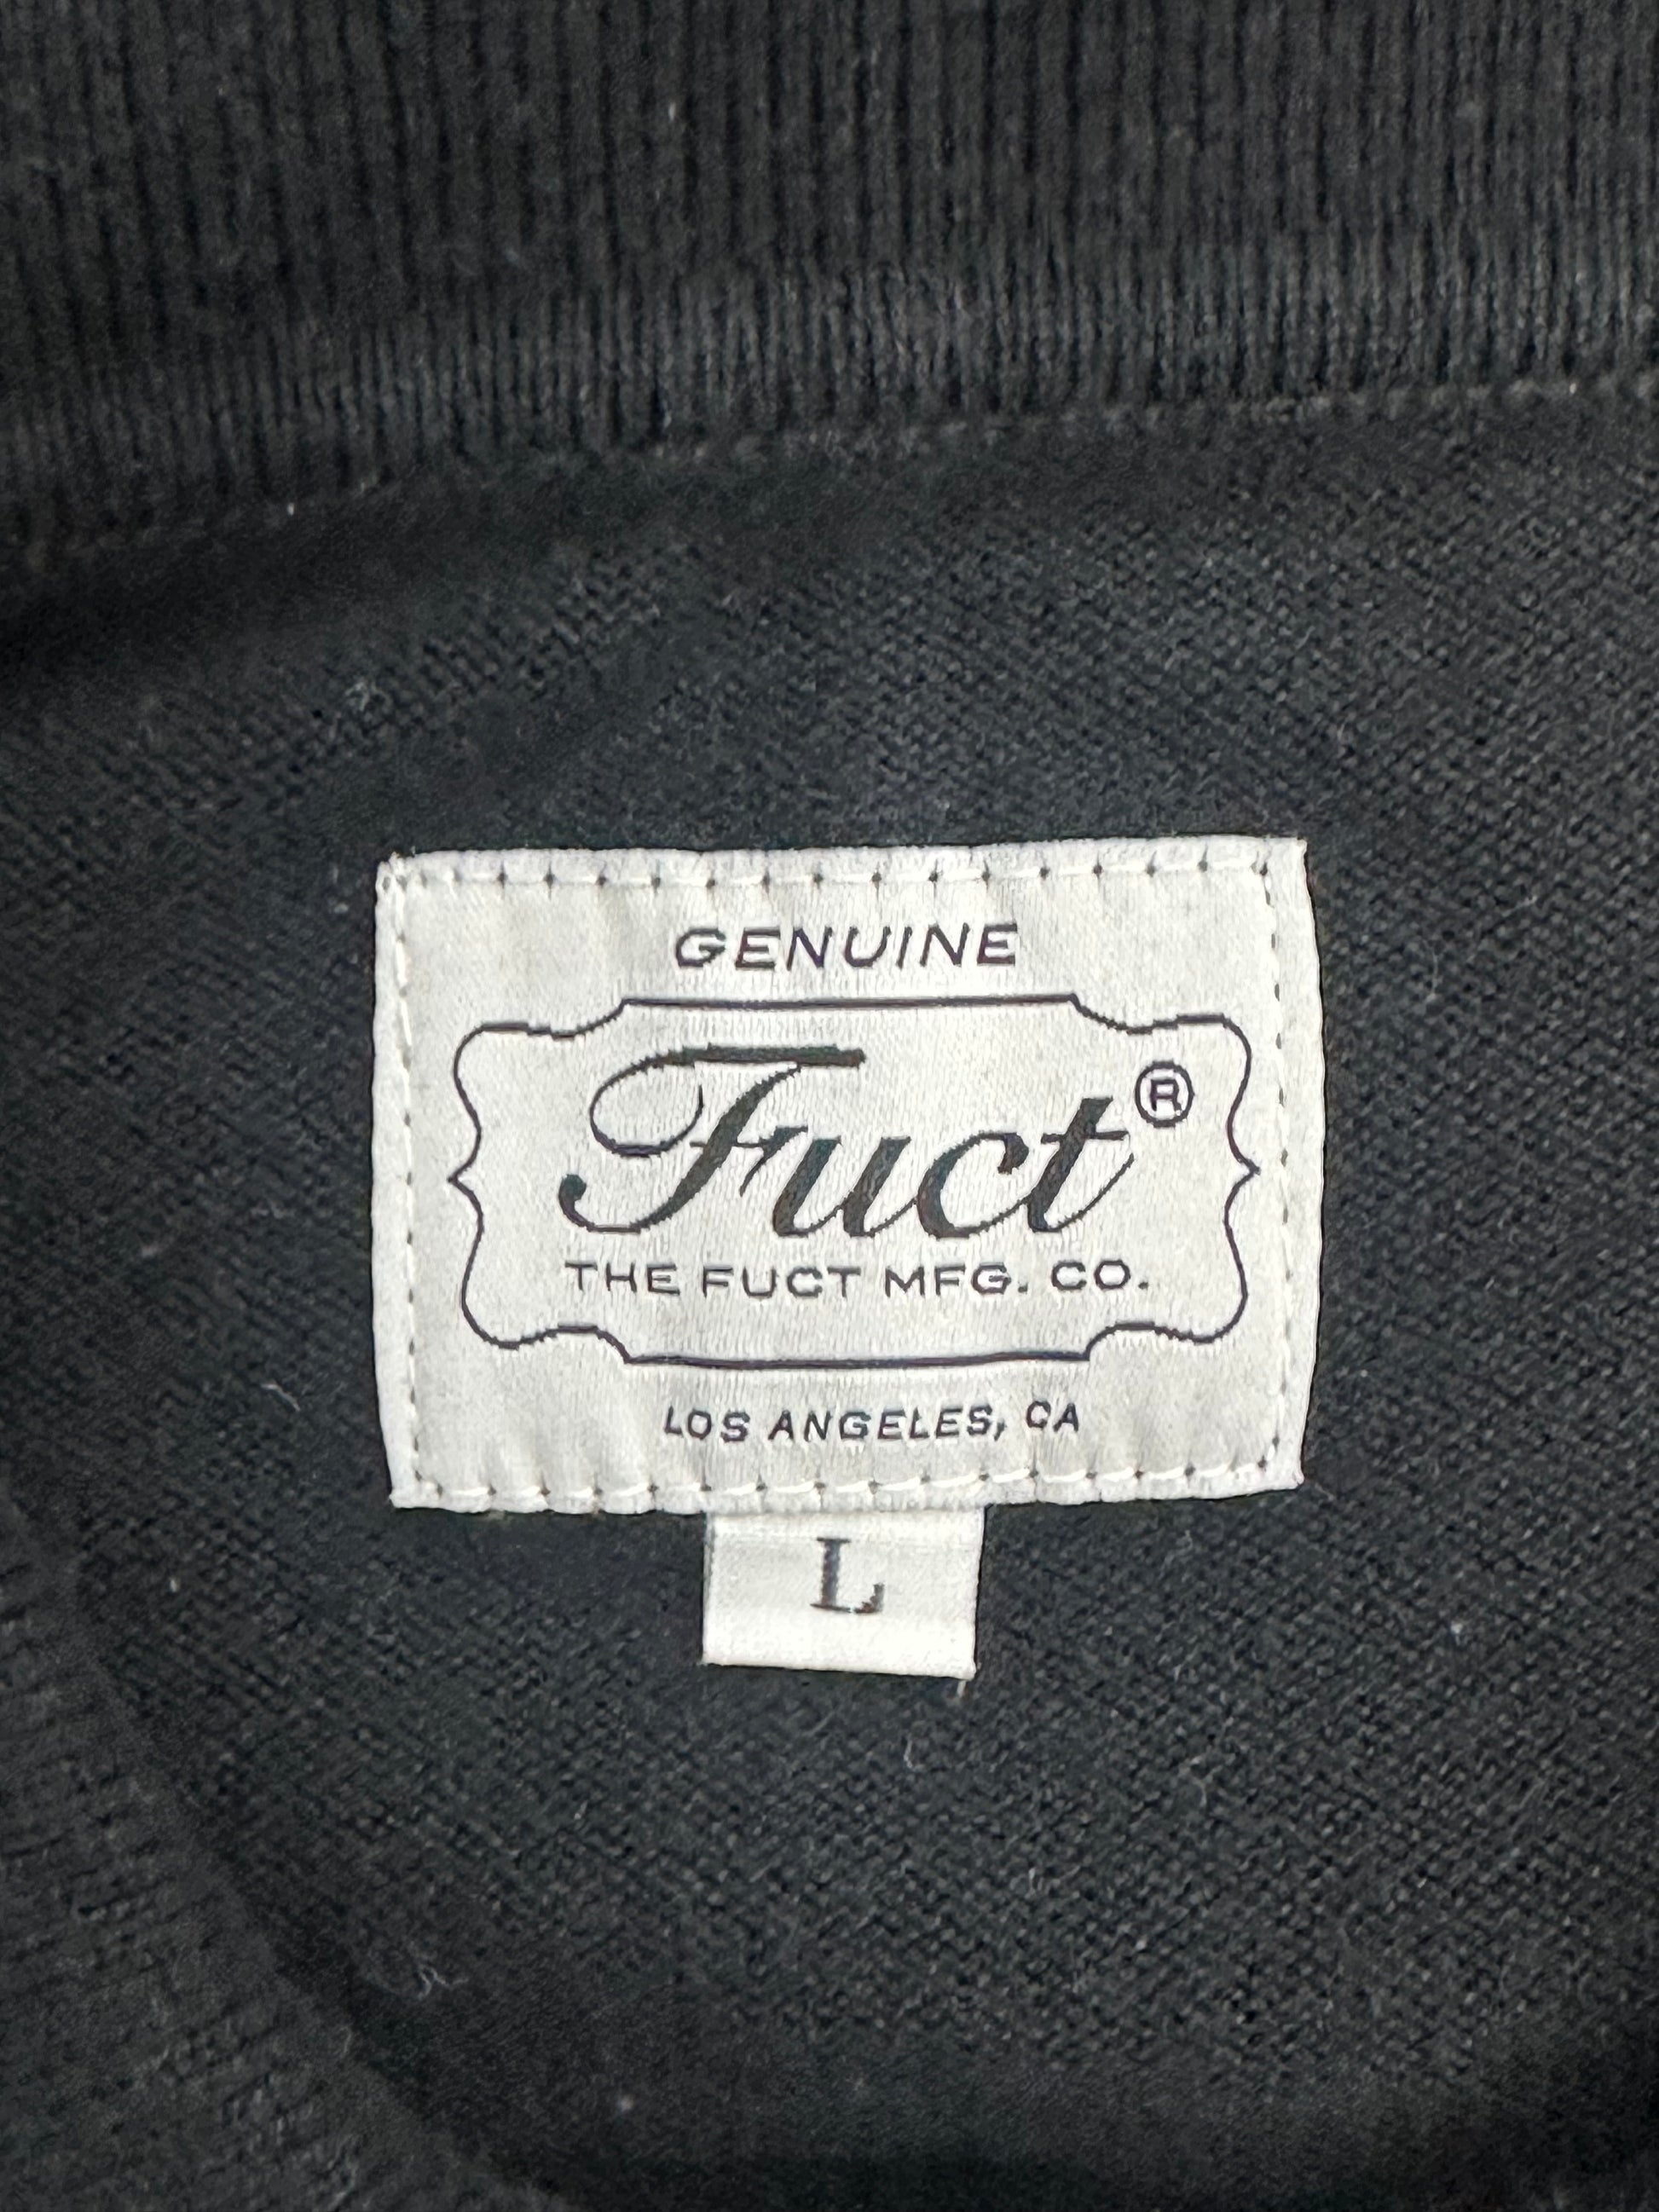 GENUINE
Fuct®
THE FUCT MFG. CO.
LOS ANGELES, CA
L